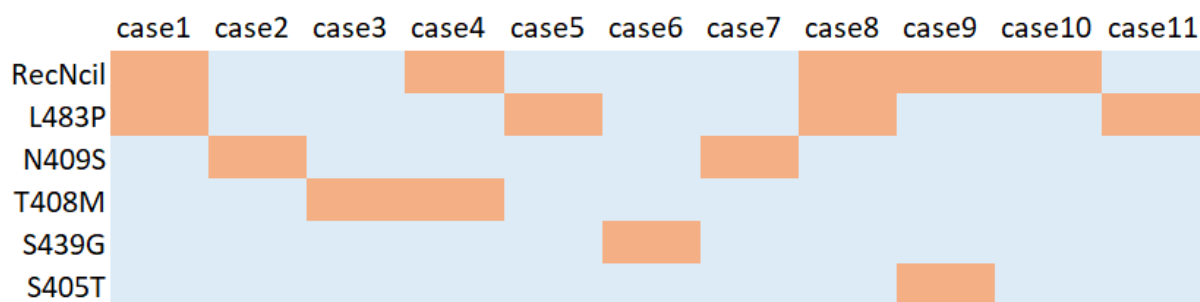 case1 case2 case3 case4 case5 case6 case7 case8 case9 case10 case11
RecNcil
L483P
N409S
T408M
S439G
S405T